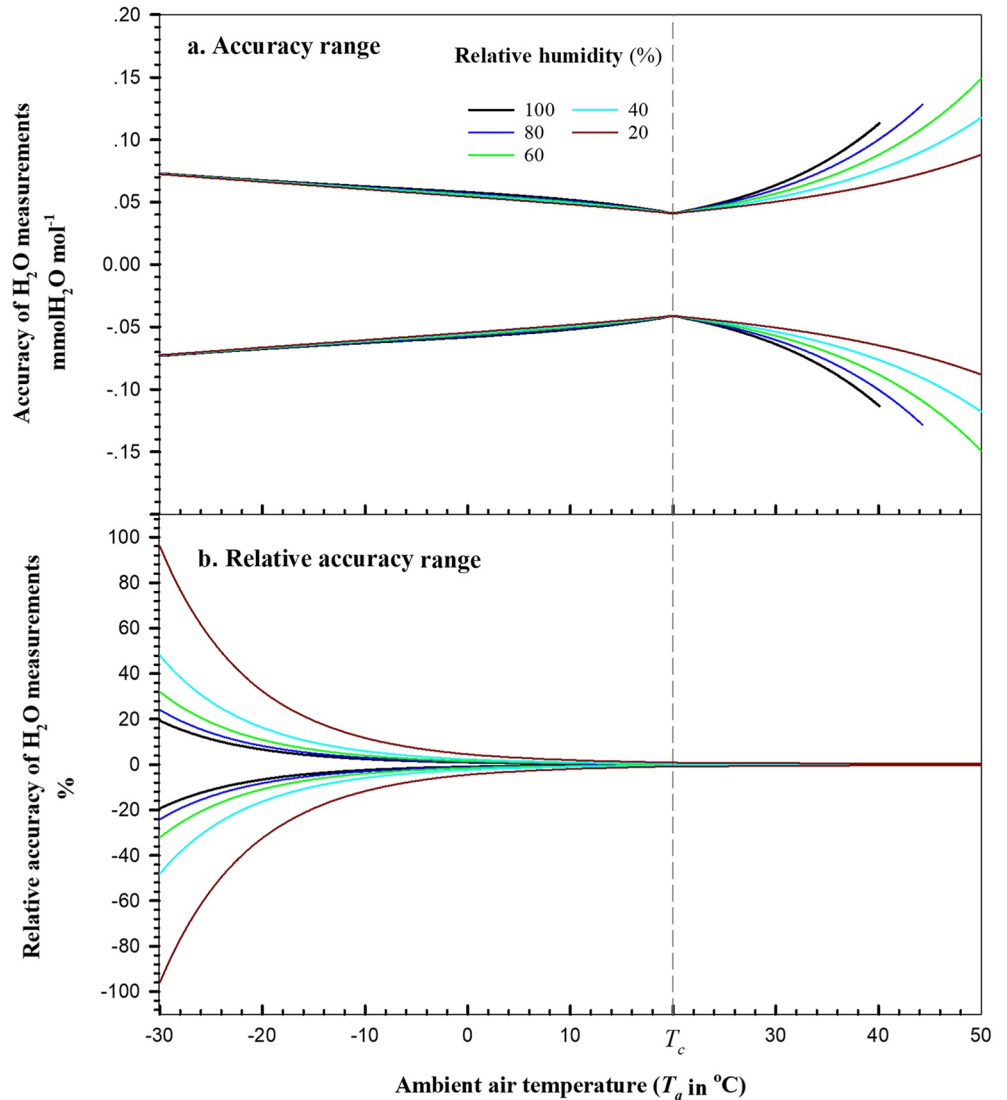 .20
.15
.10
.05
0.00
-.05
-.10
-.15
a. Accuracy range
Relative humidity (%)
100 40
80 20
60
Accuracy of H₂O measurements
mmolH₂O mol⁻¹
100
80
60
40
20
0
-20
-40
-60
-80
-100
b. Relative accuracy range
Relative accuracy of H₂O measurements
%
-30 -20 -10 0 10 T꜀ 30 40 50
Ambient air temperature (Tₐ in °C)